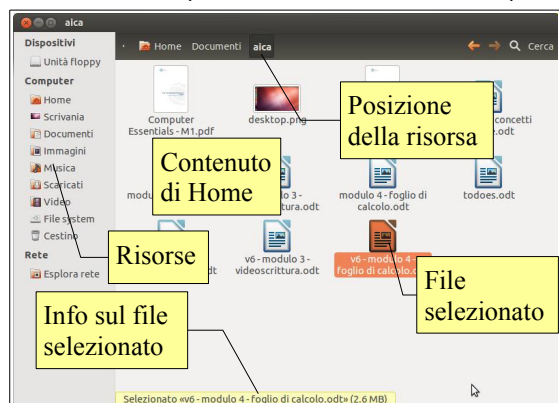 aica
Dispositivi
Unità floppy
Computer
Home
Scrivania
Documenti
Immagini
Musica
Scaricati
Video
File system
Cestino
Rete
Esplora rete
Home Documenti aica
Cerca
Computer
Essentials - M1.pdf
desktop.png
concetti
e.odt
Posizione
della risorsa
Contenuto
di Home
modu
lo 3 -
tura.odt
modulo 4 - foglio di
calcolo.odt
todoes.odt
Risorse
dt
v6 - modulo 3 -
videoscrittura.odt
v6 - modulo 4 -
foglio di calcolo.odt
File
selezionato
Info sul file
selezionato
Selezionato «v6 - modulo 4 - foglio di calcolo.odt» (2.6 MB)